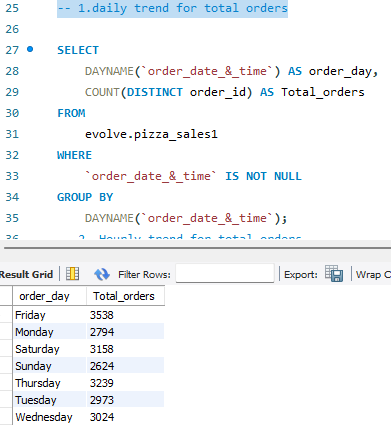 25 -- 1.daily trend for total orders
26
27 SELECT
28 DAYNAME(`order_date_&_time`) AS order_day,
29 COUNT(DISTINCT order_id) AS Total_orders
30 FROM
31 evolve.pizza_sales1
32 WHERE
33 `order_date_&_time` IS NOT NULL
34 GROUP BY
35 DAYNAME(`order_date_&_time`);
36 2. Hourly trend for total orders
Result Grid Filter Rows: Export: Wrap C
order_day Total_orders
Friday 3538
Monday 2794
Saturday 3158
Sunday 2624
Thursday 3239
Tuesday 2973
Wednesday 3024